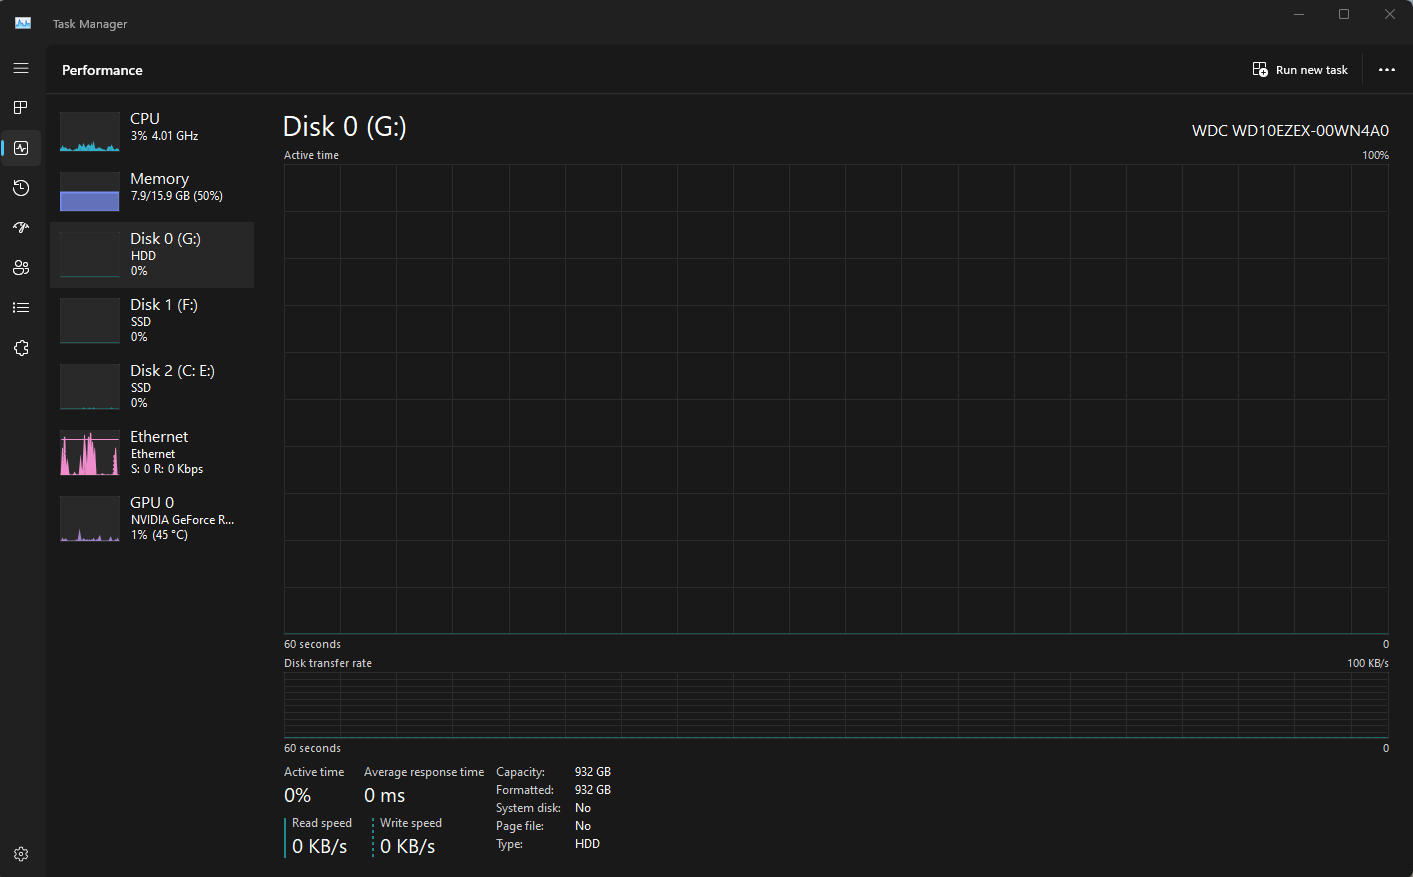 Task Manager
Performance
Run new task
CPU
3% 4.01 GHz
Memory
7.9/15.9 GB (50%)
Disk 0 (G:)
HDD
0%
Disk 1 (F:)
SSD
0%
Disk 2 (C: E:)
SSD
0%
Ethernet
Ethernet
S: 0 R: 0 Kbps
GPU 0
NVIDIA GeForce R...
1% (45 °C)
Disk 0 (G:)
WDC WD10EZEX-00WN4A0
Active time
100%
60 seconds
0
Disk transfer rate
100 KB/s
60 seconds
0
Active time
0%
Average response time
0 ms
Read speed
0 KB/s
Write speed
0 KB/s
Capacity: 932 GB
Formatted: 932 GB
System disk: No
Page file: No
Type: HDD